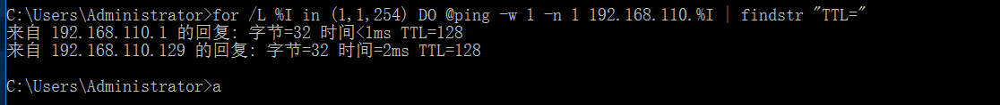 C:\Users\Administrator>for /L %I in (1,1,254) DO @ping -w 1 -n 1 192.168.110.%I | findstr "TTL="
来自 192.168.110.1 的回复: 字节=32 时间<1ms TTL=128
来自 192.168.110.129 的回复: 字节=32 时间=2ms TTL=128
C:\Users\Administrator>a